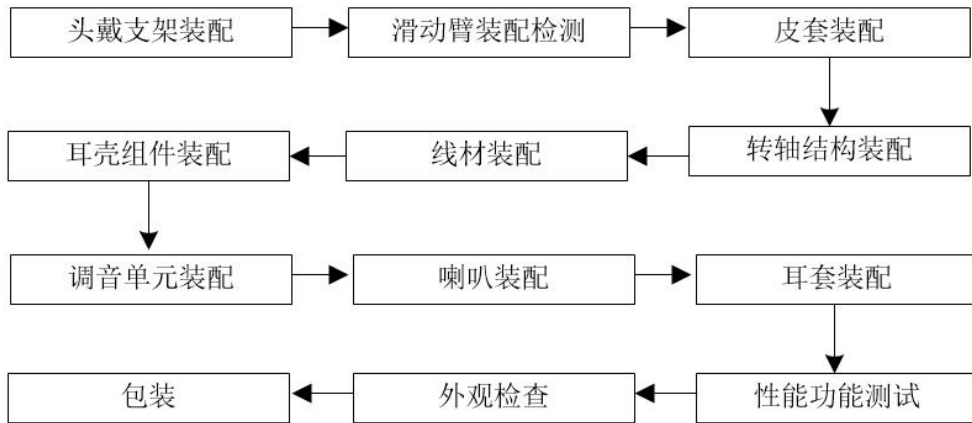 头戴支架装配
滑动臂装配检测
皮套装配
转轴结构装配
线材装配
耳壳组件装配
调音单元装配
喇叭装配
耳套装配
性能功能测试
外观检查
包装